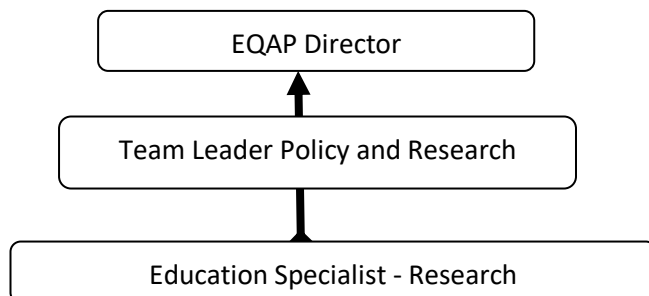 EQAP Director
Team Leader Policy and Research
Education Specialist - Research